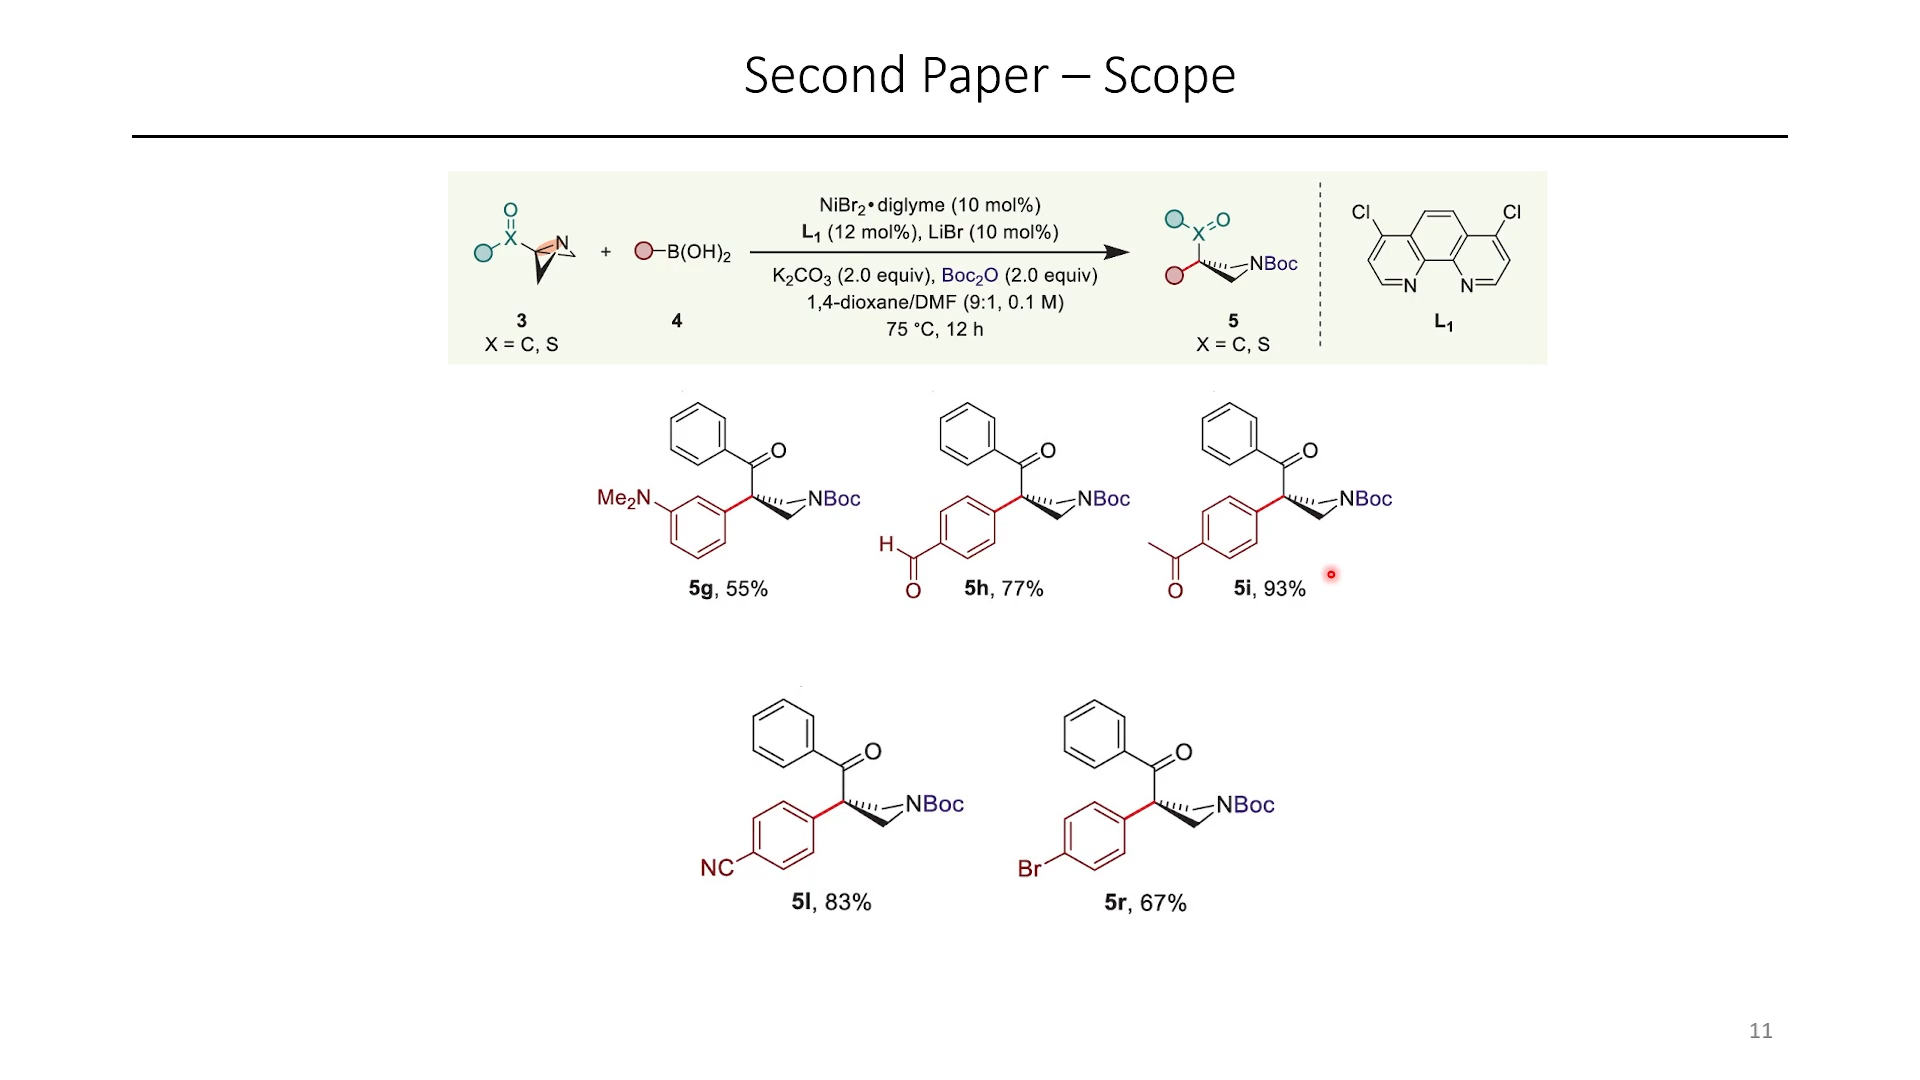 Second Paper – Scope
NiBr2•diglyme (10 mol%)
L1 (12 mol%), LiBr (10 mol%)
K2CO3 (2.0 equiv), Boc2O (2.0 equiv)
1,4-dioxane/DMF (9:1, 0.1 M)
75 °C, 12 h
O
X
N
3
X = C, S
+
B(OH)2
4
O
X
NBoc
5
X = C, S
Cl
Cl
N
N
L1
O
NBoc
Me2N
5g, 55%
O
NBoc
H
O
5h, 77%
O
NBoc
O
5i, 93%
O
NBoc
NC
5l, 83%
O
NBoc
Br
5r, 67%
11